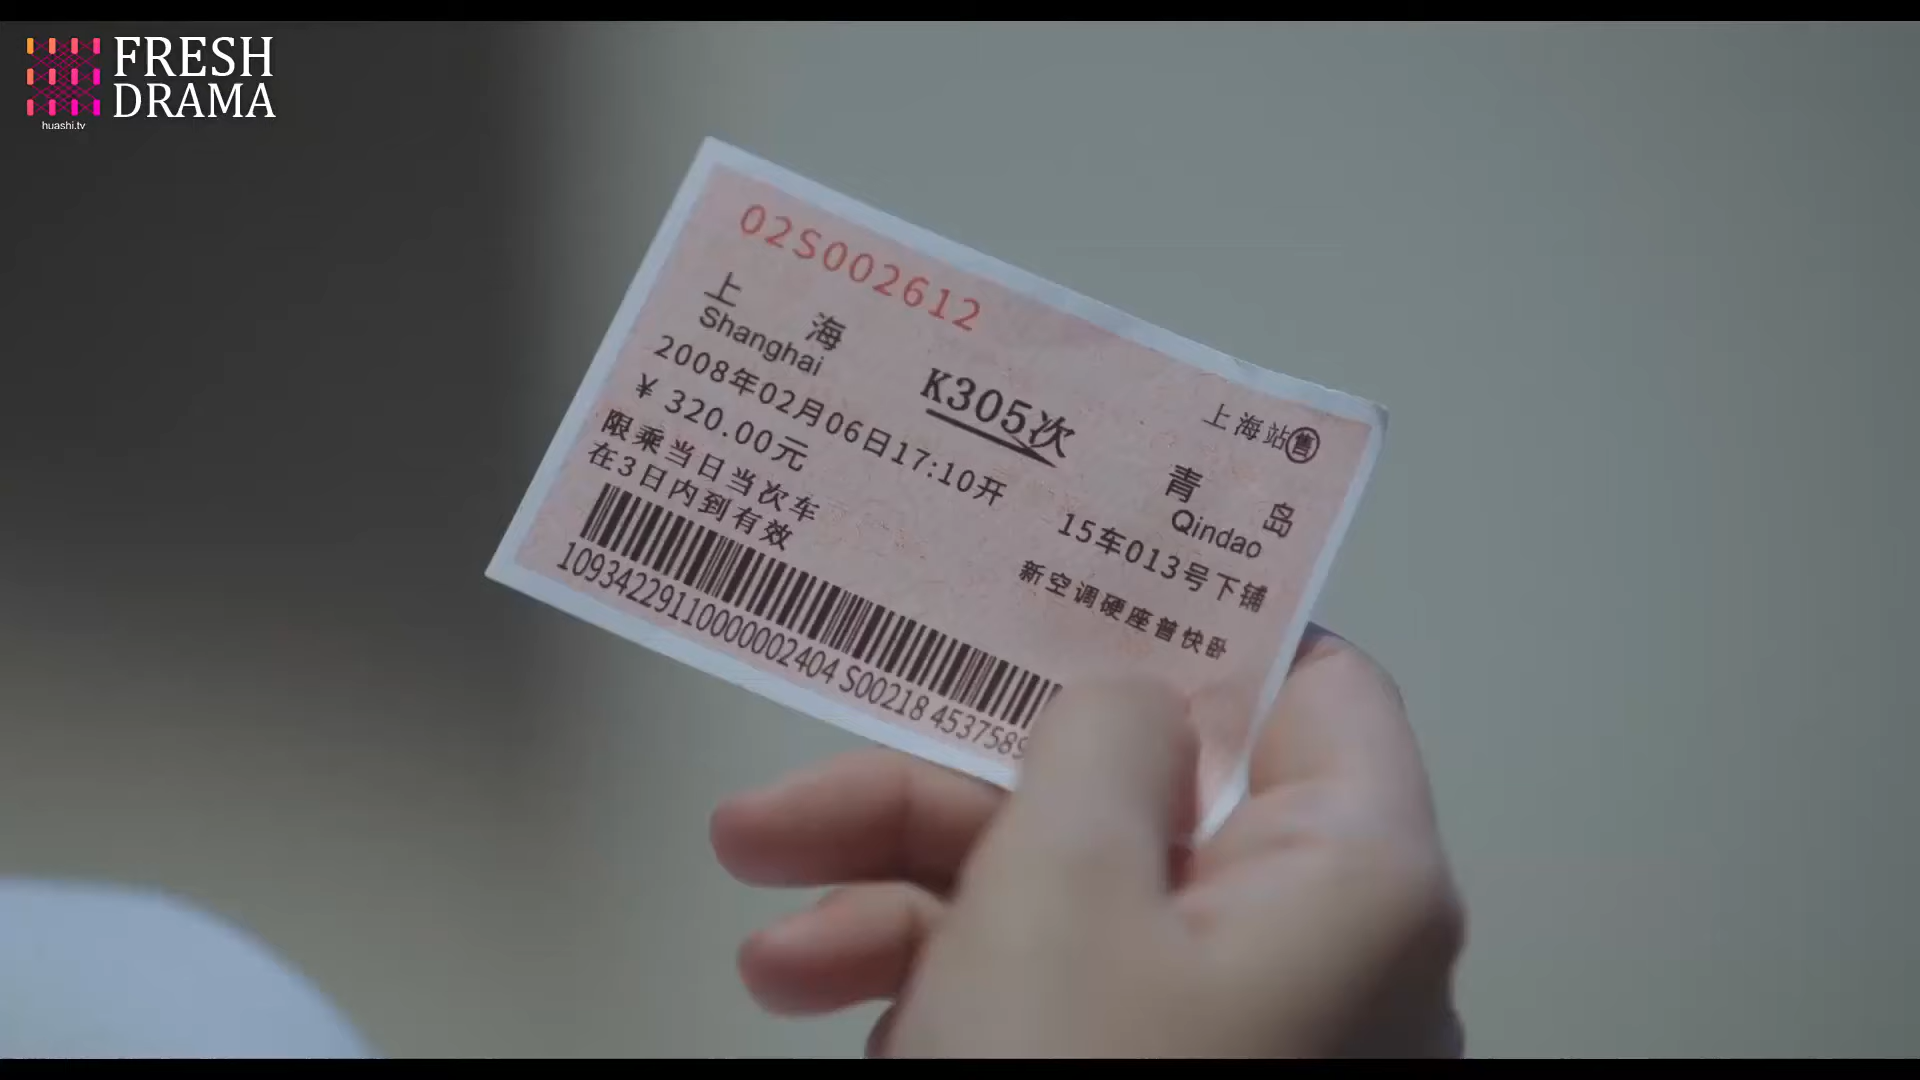 FRESH
DRAMA
huashi.tv
02S002612
上海站售
上海
Shanghai
K305次
青岛
Qindao
2008年02月06日17:10开
15车013号下铺
¥320.00元
新空调硬座普快卧
限乘当日当次车
在3日内到有效
10934229110000002404 S00218 4537589